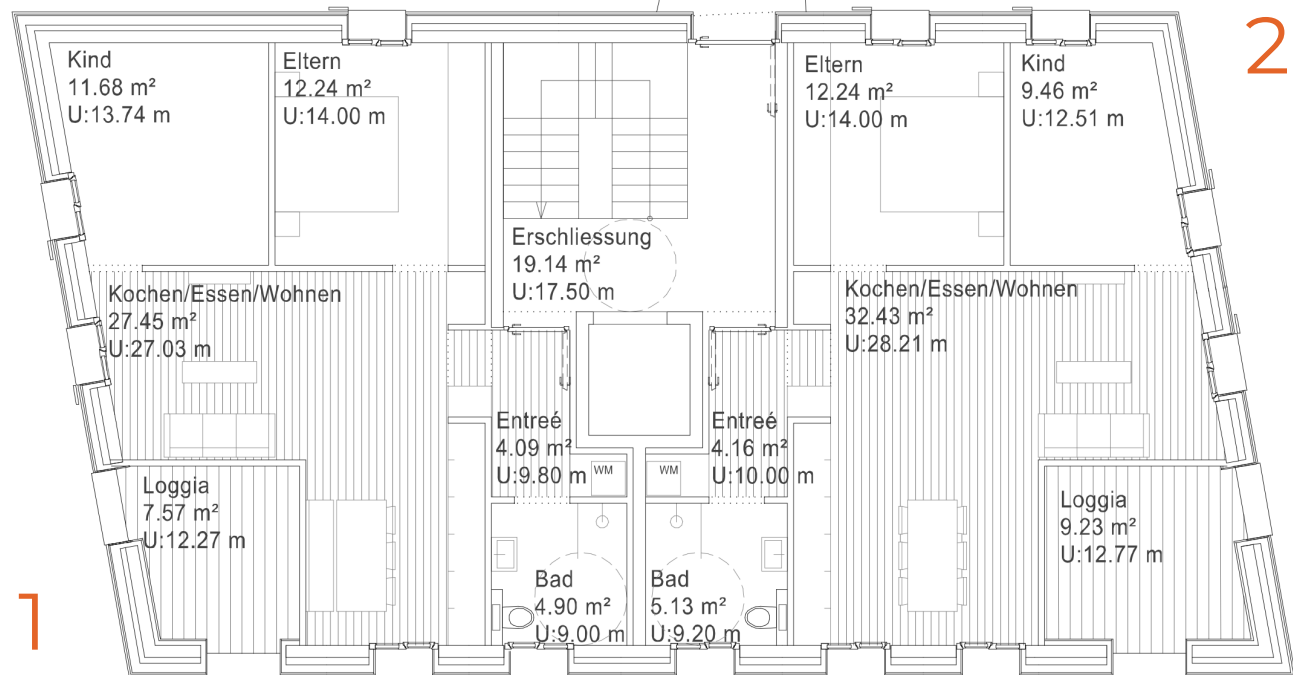 2
Kind
11.68 m²
U:13.74 m
Eltern
12.24 m²
U:14.00 m
Eltern
12.24 m²
U:14.00 m
Kind
9.46 m²
U:12.51 m
Erschliessung
19.14 m²
U:17.50 m
Kochen/Essen/Wohnen
27.45 m²
U:27.03 m
Kochen/Essen/Wohnen
32.43 m²
U:28.21 m
Entreé
4.09 m²
U:9.80 m
WM
WM
Entreé
4.16 m²
U:10.00 m
Loggia
7.57 m²
U:12.27 m
Loggia
9.23 m²
U:12.77 m
Bad
4.90 m²
U:9.00 m
Bad
5.13 m²
U:9.20 m
1